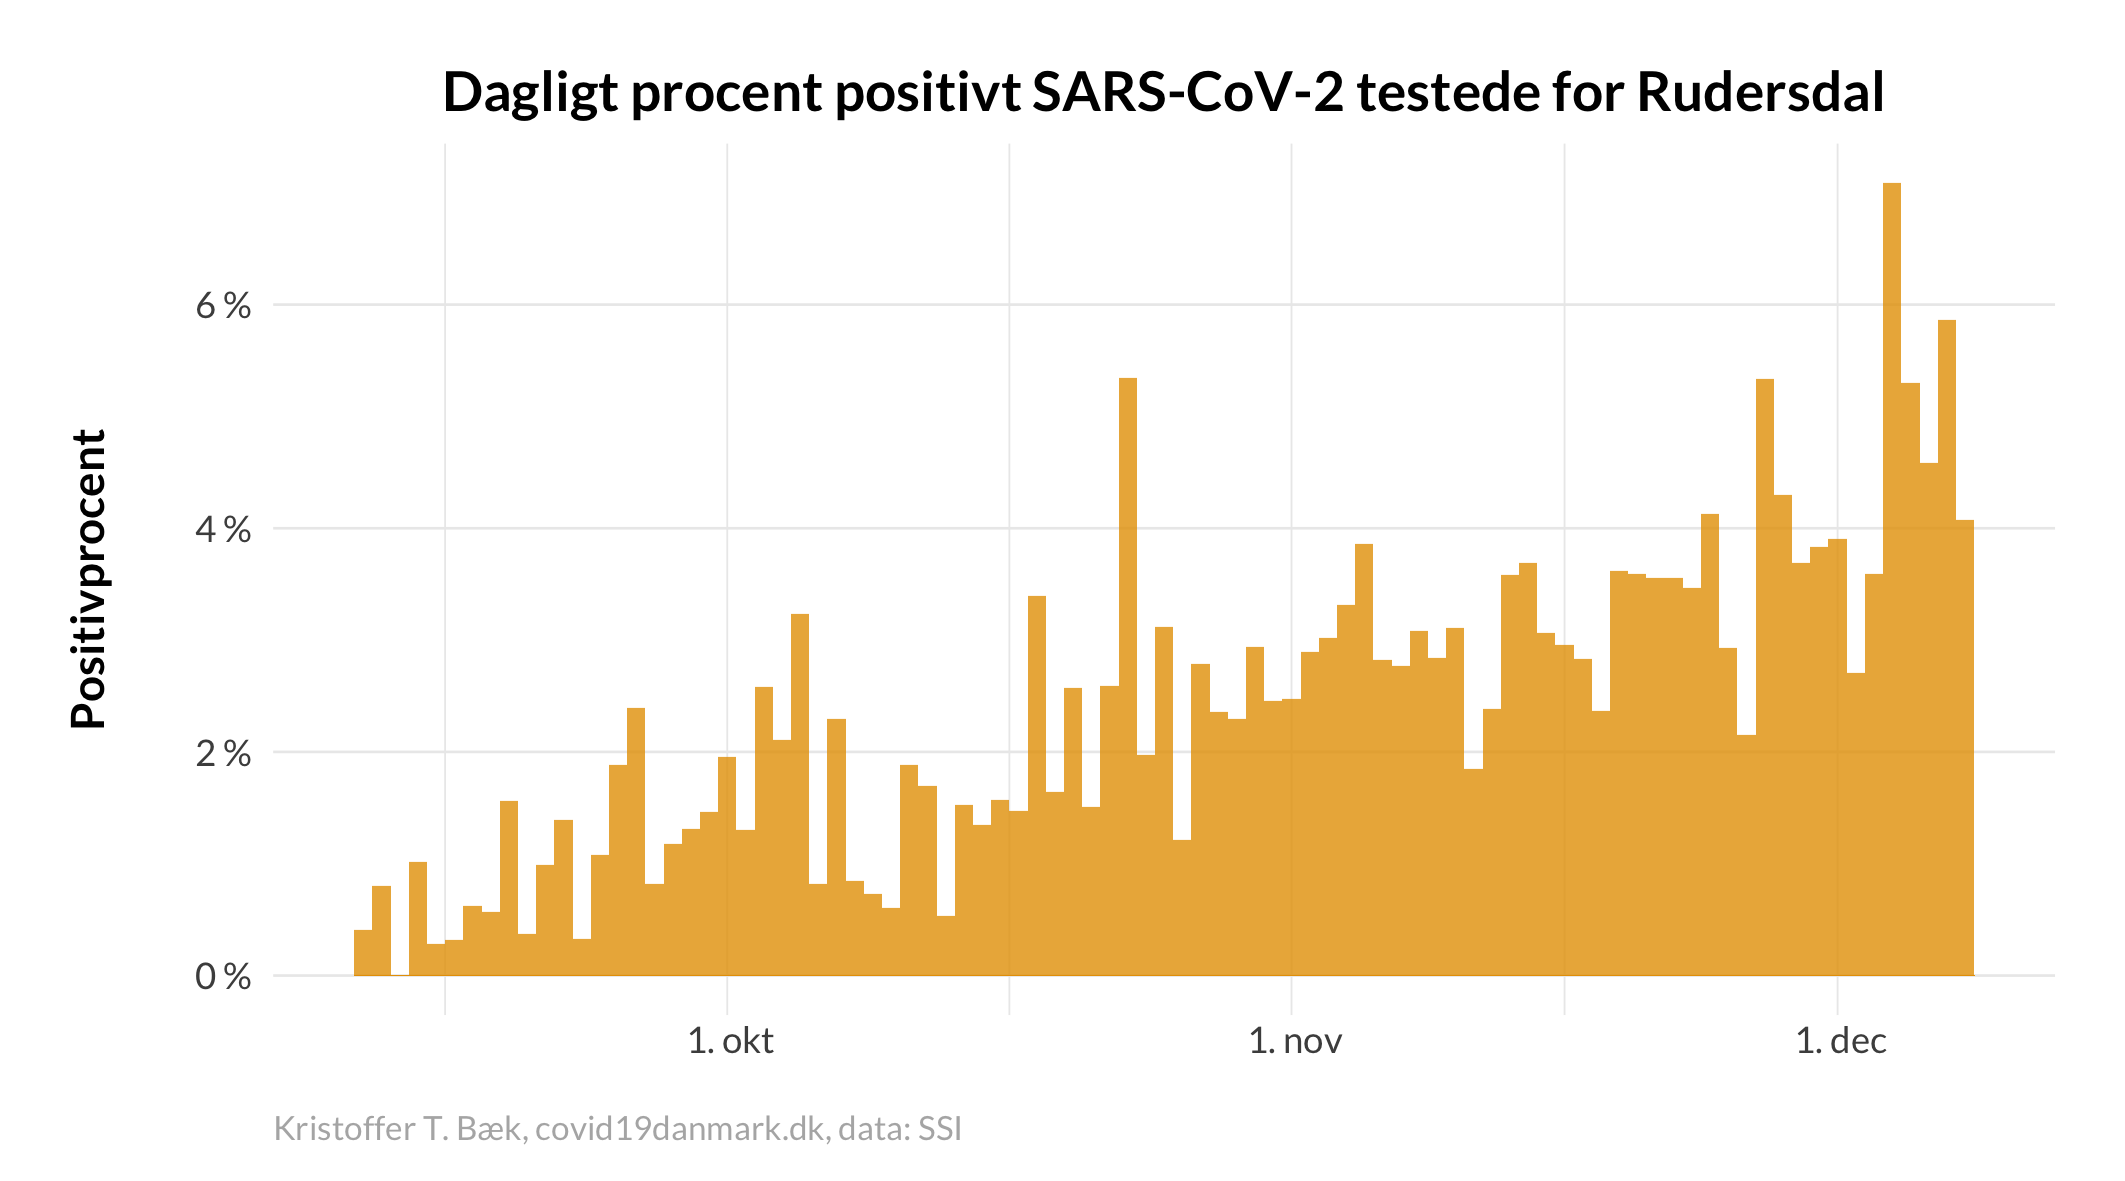 Dagligt procent positivt SARS-CoV-2 testede for Rudersdal
Positivprocent
6 %
4 %
2 %
0 %
1. okt
1. nov
1. dec
Kristoffer T. Bæk, covid19danmark.dk, data: SSI